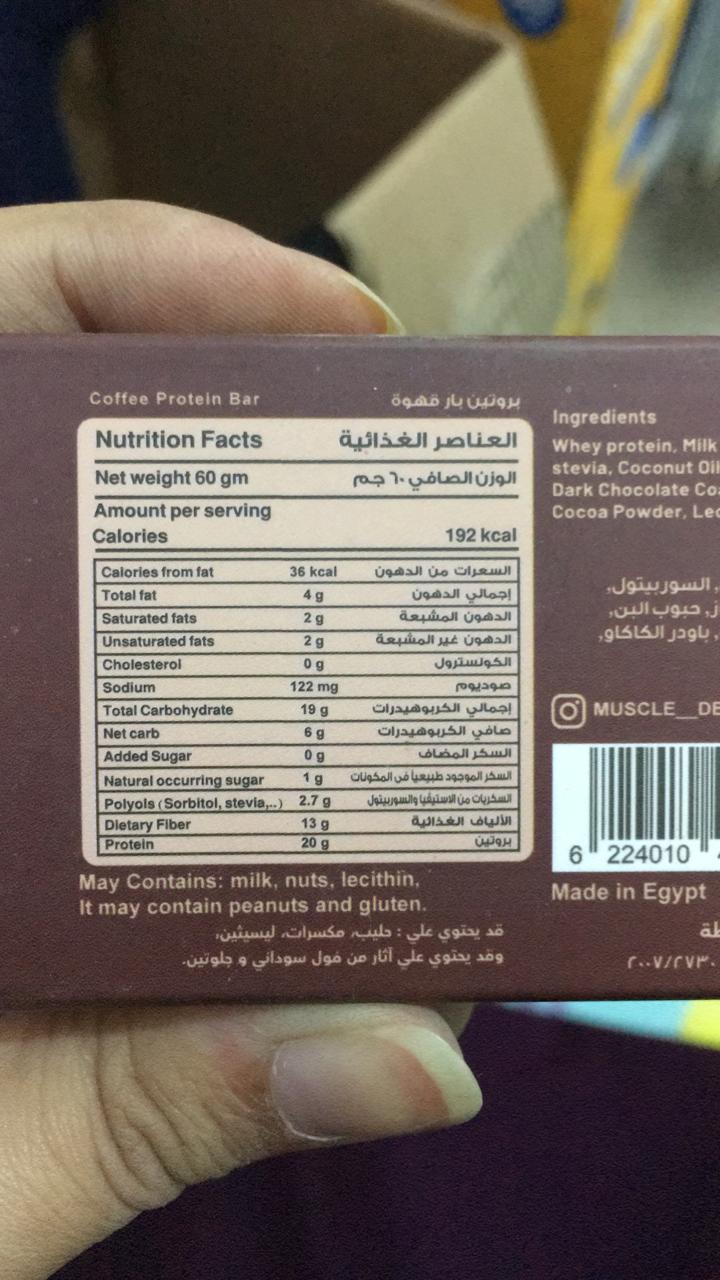 Coffee Protein Bar بروتين بار قهوة
Nutrition Facts العناصر الغذائية
Net weight 60 gm الوزن الصافي ٦٠ جم
Amount per serving
Calories 192 kcal
Calories from fat 36 kcal السعرات من الدهون
Total fat 4 g إجمالي الدهون
Saturated fats 2 g الدهون المشبعة
Unsaturated fats 2 g الدهون غير المشبعة
Cholesterol 0 g الكولسترول
Sodium 122 mg صوديوم
Total Carbohydrate 19 g إجمالي الكربوهيدرات
Net carb 6 g صافي الكربوهيدرات
Added Sugar 0 g السكر المضاف
Natural occurring sugar 1 g السكر الموجود طبيعياً في المكونات
Polyols (Sorbitol, stevia,..) 2.7 g السكريات من الاستيفيا والسوربيتول
Dietary Fiber 13 g الألياف الغذائية
Protein 20 g بروتين
May Contains: milk, nuts, lecithin,
It may contain peanuts and gluten.
قد يحتوي علي : حليب، مكسرات، ليسيثين،
وقد يحتوي علي آثار من فول سوداني و جلوتين.
Ingredients
Whey protein, Milk
stevia, Coconut Oil
Dark Chocolate
Cocoa Powder,
السوربيتول,
حبوب البن,
باودر الكاكاو,
MUSCLE__DE
6 224010
Made in Egypt
٢٠٠٧/٢٧٣٠